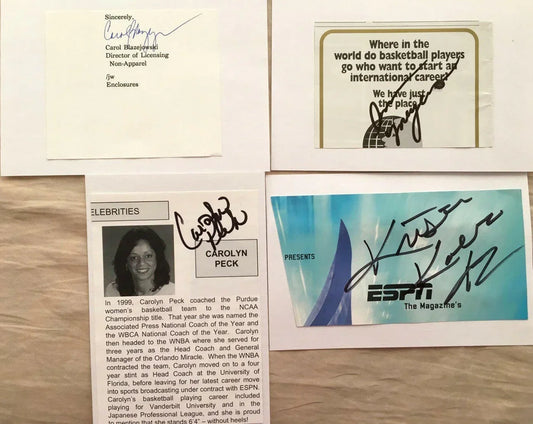 Sincerely,
Carol Blazejowski
Director of Licensing
Non-Apparel
/jw
Enclosures
Where in the
world do basketball players
go who want to start an
international career?
We have just
the place.
ELEBRITIES
Carolyn
Peck
CAROLYN
PECK
In 1999, Carolyn Peck coached the Purdue
women's basketball team to the NCAA
Championship title. That year she was named the
Associated Press National Coach of the Year and
the WBCA National Coach of the Year. Carolyn
then headed to the WNBA where she served for
three years as the Head Coach and General
Manager of the Orlando Miracle. When the WNBA
contracted the team, Carolyn moved on to a four
year stint as Head Coach at the University of
Florida, before leaving for her latest career move
into sports broadcasting under contract with ESPN.
Carolyn's basketball playing career included
playing for Vanderbilt University and in the
Japanese Professional League, and she is proud
to mention that she stands 6'4" – without heels!
PRESENTS
ESPN
The Magazine's